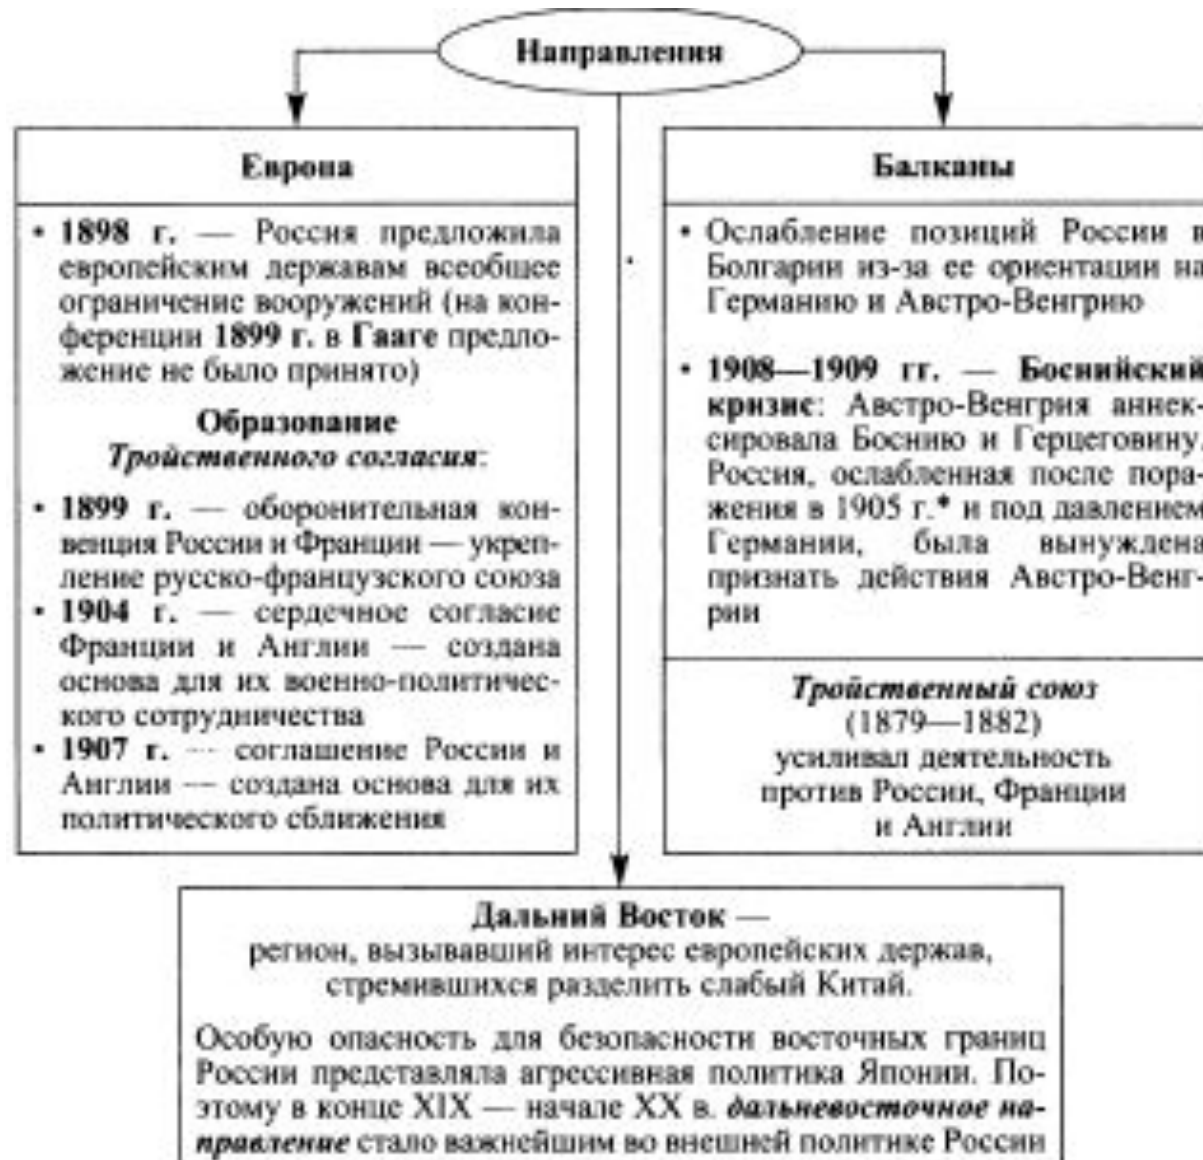 Направления
Европа
• 1898 г. — Россия предложила
европейским державам всеобщее
ограничение вооружений (на кон-
ференции 1899 г. в Гааге предло-
жение не было принято)
Образование
Тройственного согласия:
• 1899 г. — оборонительная кон-
венция России и Франции — укреп-
ление русско-французского союза
• 1904 г. — сердечное согласие
Франции и Англии — создана
основа для их военно-политичес-
кого сотрудничества
• 1907 г. — соглашение России и
Англии — создана основа для их
политического сближения
Балканы
• Ослабление позиций России в
Болгарии из-за ее ориентации на
Германию и Австро-Венгрию
• 1908—1909 гг. — Боснийский
кризис: Австро-Венгрия аннек-
сировала Боснию и Герцеговину.
Россия, ослабленная после пора-
жения в 1905 г.* и под давлением
Германии, была вынуждена
признать действия Австро-Венг-
рии
Тройственный союз
(1879—1882)
усиливал деятельность
против России, Франции
и Англии
Дальний Восток —
регион, вызывавший интерес европейских держав,
стремившихся разделить слабый Китай.
Особую опасность для безопасности восточных границ
России представляла агрессивная политика Японии. По-
этому в конце XIX — начале XX в. дальневосточное на-
правление стало важнейшим во внешней политике России